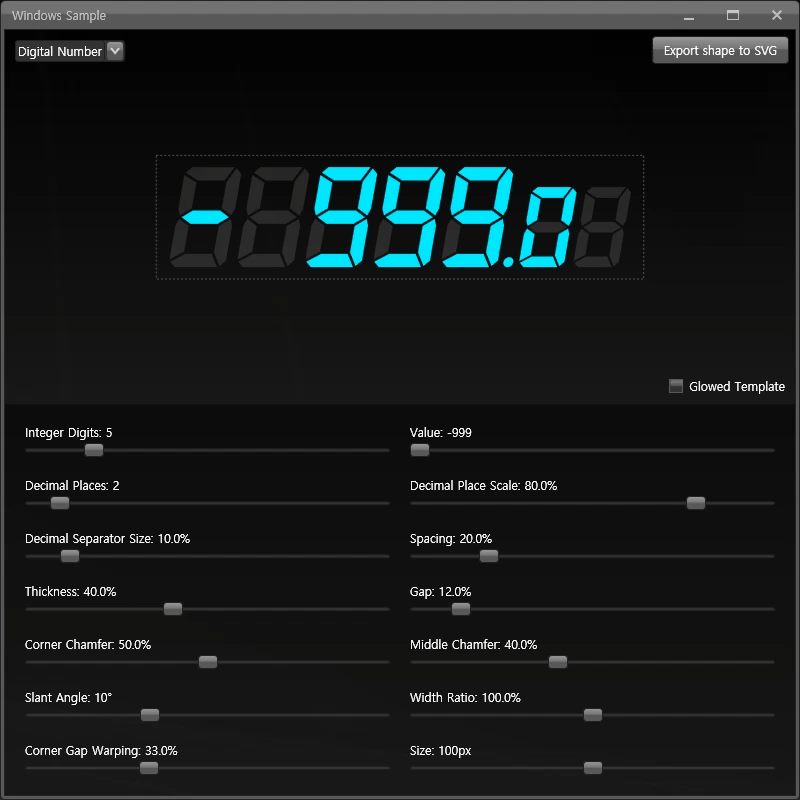 Windows Sample
Digital Number
Export shape to SVG
-999.0
Glowed Template
Integer Digits: 5
Value: -999
Decimal Places: 2
Decimal Place Scale: 80.0%
Decimal Separator Size: 10.0%
Spacing: 20.0%
Thickness: 40.0%
Gap: 12.0%
Corner Chamfer: 50.0%
Middle Chamfer: 40.0%
Slant Angle: 10°
Width Ratio: 100.0%
Corner Gap Warping: 33.0%
Size: 100px